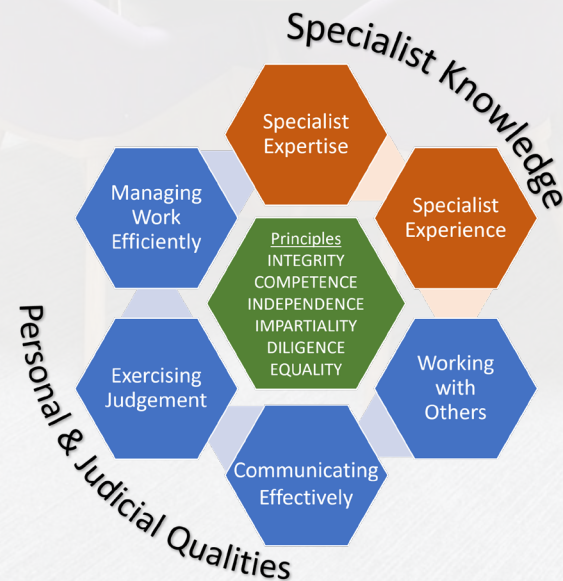 Specialist Knowledge
Specialist
Expertise
Managing
Work
Efficiently
Specialist
Experience
Principles
INTEGRITY
COMPETENCE
INDEPENDENCE
IMPARTIALITY
DILIGENCE
EQUALITY
Exercising
Judgement
Working
with
Others
Communicating
Effectively
Personal & Judicial Qualities